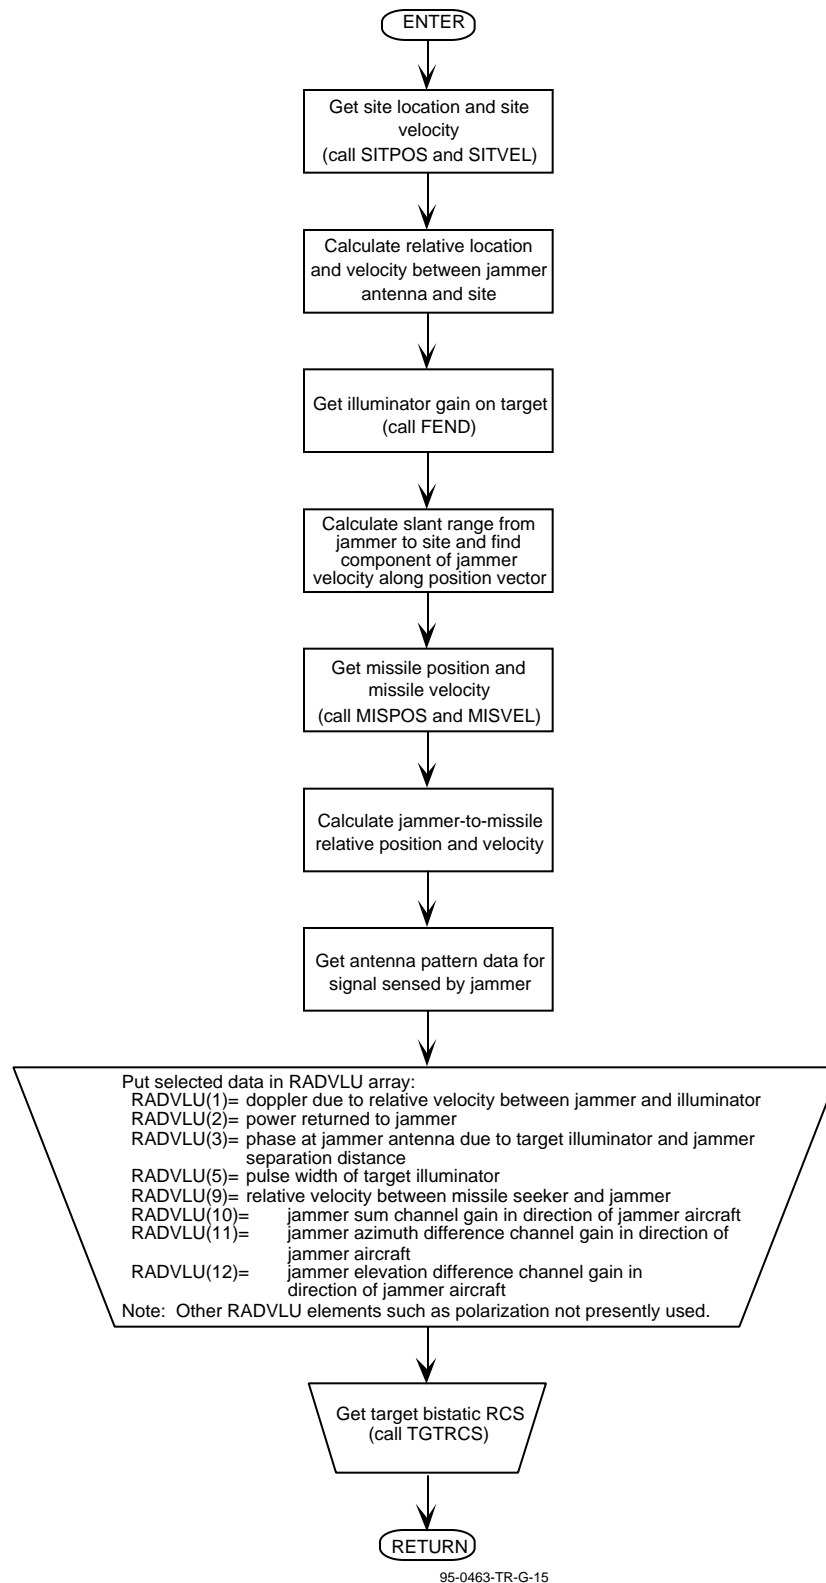 ENTER
Get site location and site
velocity
(call SITPOS and SITVEL)
Calculate relative location
and velocity between jammer
antenna and site
Get illuminator gain on target
(call FEND)
Calculate slant range from
jammer to site and find
component of jammer
velocity along position vector
Get missile position and
missile velocity
(call MISPOS and MISVEL)
Calculate jammer-to-missile
relative position and velocity
Get antenna pattern data for
signal sensed by jammer
Put selected data in RADVLU array:
RADVLU(1)= doppler due to relative velocity between jammer and illuminator
RADVLU(2)= power returned to jammer
RADVLU(3)= phase at jammer antenna due to target illuminator and jammer
separation distance
RADVLU(5)= pulse width of target illuminator
RADVLU(9)= relative velocity between missile seeker and jammer
RADVLU(10)= jammer sum channel gain in direction of jammer aircraft
RADVLU(11)= jammer azimuth difference channel gain in direction of
jammer aircraft
RADVLU(12)= jammer elevation difference channel gain in
direction of jammer aircraft
Note: Other RADVLU elements such as polarization not presently used.
Get target bistatic RCS
(call TGTRCS)
RETURN
95-0463-TR-G-15